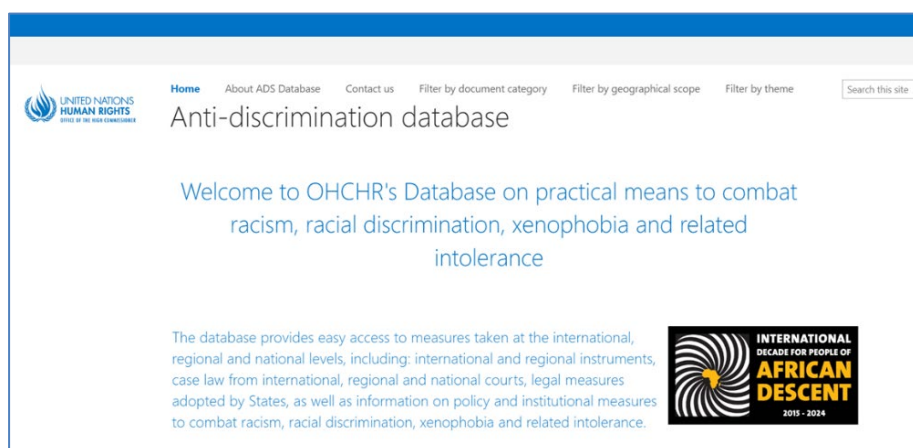 UNITED NATIONS
HUMAN RIGHTS
OFFICE OF THE HIGH COMMISSIONER
Home About ADS Database Contact us Filter by document category Filter by geographical scope Filter by theme Search this site
Anti-discrimination database
Welcome to OHCHR's Database on practical means to combat
racism, racial discrimination, xenophobia and related
intolerance
The database provides easy access to measures taken at the international,
regional and national levels, including: international and regional instruments,
case law from international, regional and national courts, legal measures
adopted by States, as well as information on policy and institutional measures
to combat racism, racial discrimination, xenophobia and related intolerance.
INTERNATIONAL
DECADE FOR PEOPLE OF
AFRICAN
DESCENT
2015 - 2024